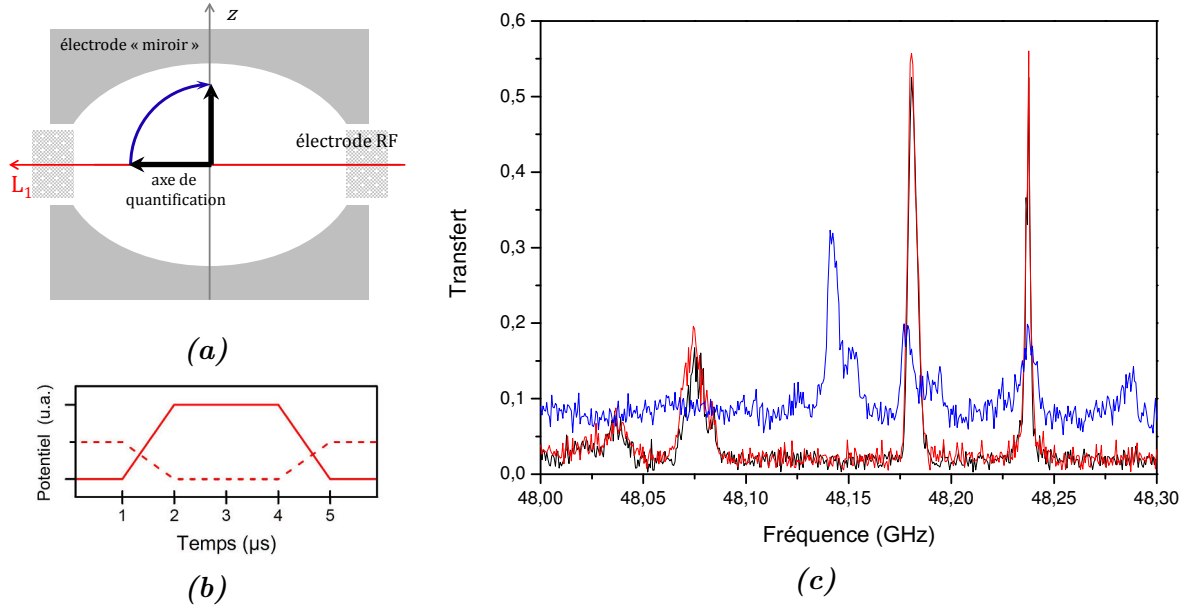 z
électrode « miroir »
électrode RF
L1
axe de
quantification
(a)
Potentiel (u.a.)
1 2 3 4 5
Temps (µs)
(b)
0,6
0,5
0,4
0,3
0,2
0,1
0,0
Transfert
48,00 48,05 48,10 48,15 48,20 48,25 48,30
Fréquence (GHz)
(c)